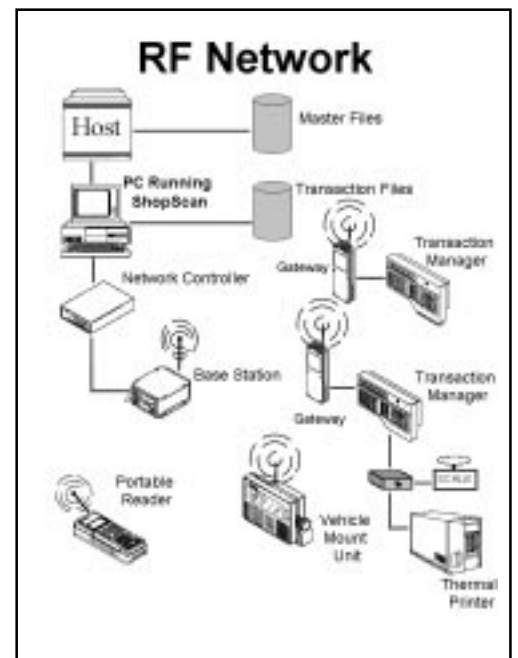 RF Network
Host
Master Files
PC Running
ShopScan
Transaction Files
Gateway
Transaction
Manager
Network Controller
Base Station
Gateway
Transaction
Manager
SCALE
Portable
Reader
Vehicle
Mount
Unit
Thermal
Printer